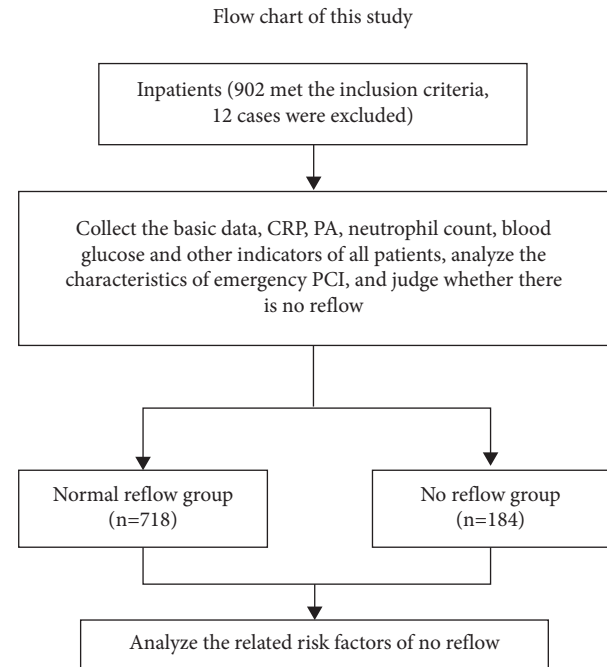 Flow chart of this study
Inpatients (902 met the inclusion criteria,
12 cases were excluded)
Collect the basic data, CRP, PA, neutrophil count, blood
glucose and other indicators of all patients, analyze the
characteristics of emergency PCI, and judge whether there
is no reflow
Normal reflow group
(n=718)
No reflow group
(n=184)
Analyze the related risk factors of no reflow